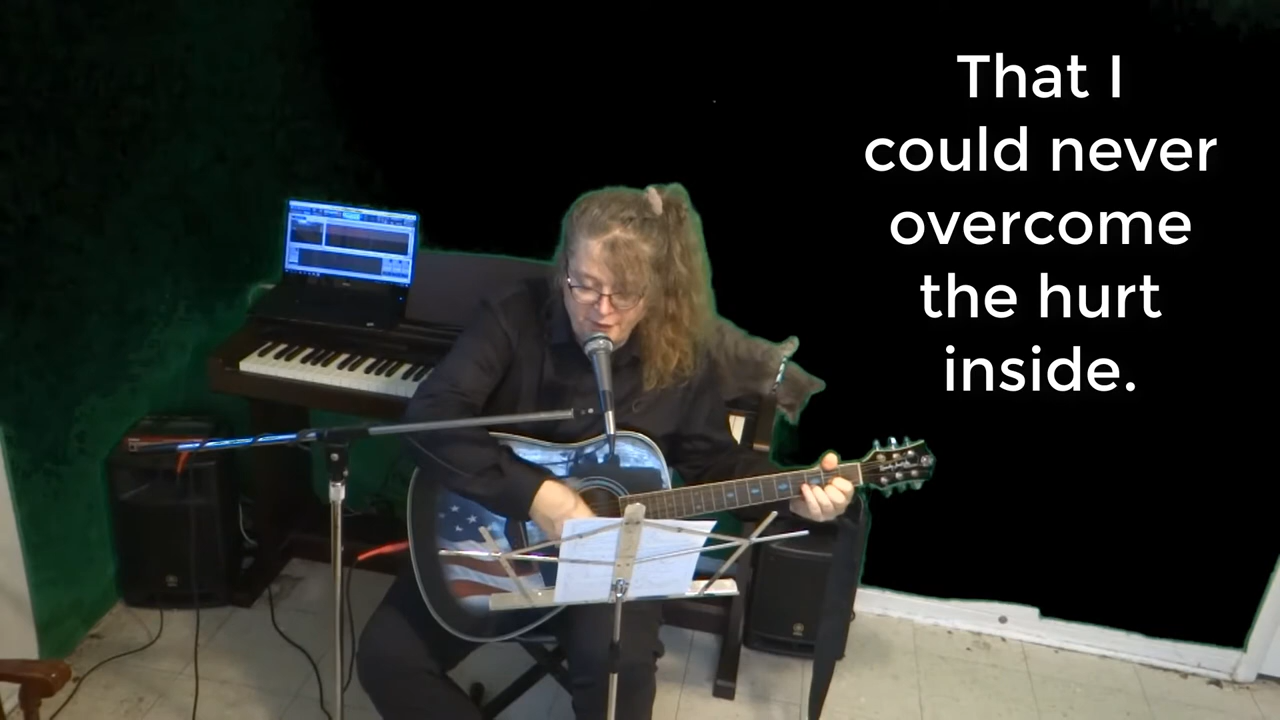 That I
could never
overcome
the hurt
inside.